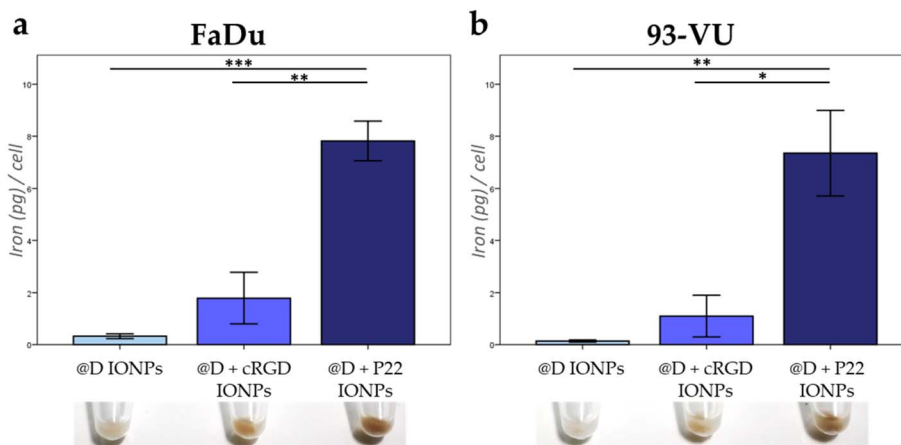 a
FaDu
***
**
10
8
6
4
2
0
Iron (pg) / cell
@D IONPs
@D + cRGD
IONPs
@D + P22
IONPs
b
93-VU
**
*
10
8
6
4
2
0
Iron (pg) / cell
@D IONPs
@D + cRGD
IONPs
@D + P22
IONPs